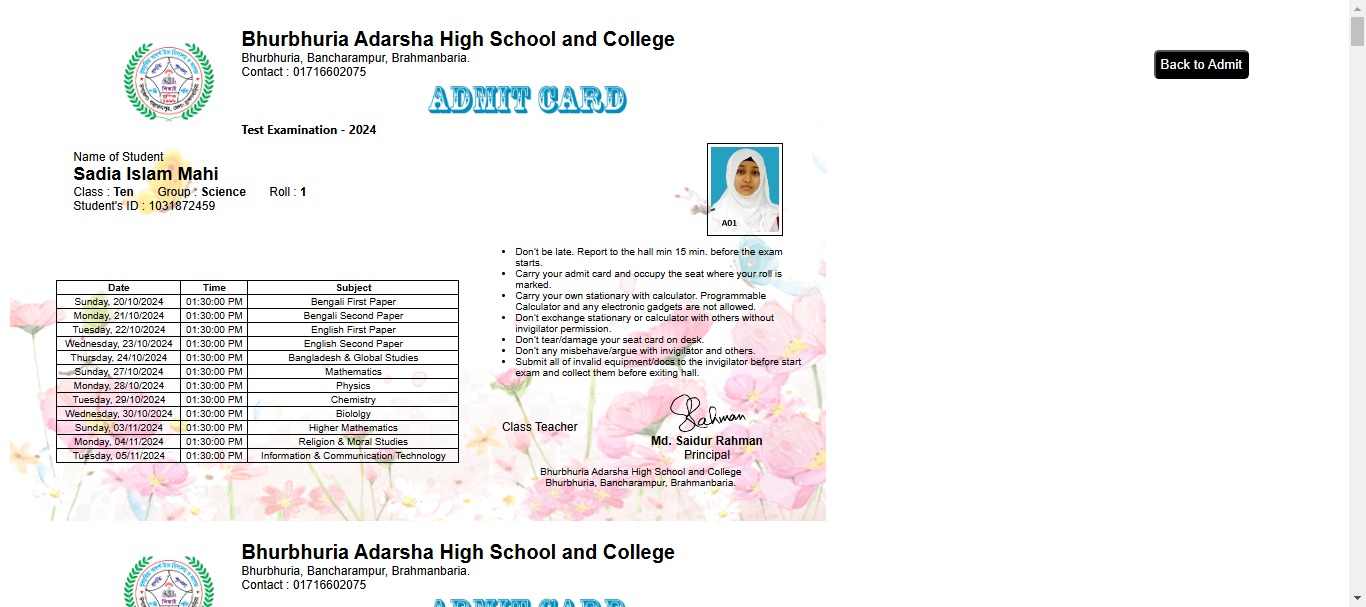 Bhurbhuria Adarsha High School and College
Bhurbhuria, Bancharampur, Brahmanbaria.
Contact : 01716602075
Back to Admit
ADMIT CARD
Test Examination - 2024
Name of Student
Sadia Islam Mahi
Class : Ten Group : Science Roll : 1
Student's ID : 1031872459
A01
Don't be late. Report to the hall min 15 min. before the exam
starts.
Carry your admit card and occupy the seat where your roll is
marked.
Carry your own stationary with calculator. Programmable
Calculator and any electronic gadgets are not allowed.
Don't exchange stationary or calculator with others without
invigilator permission.
Don't tear/damage your seat card on desk.
Don't any misbehave/argue with invigilator and others.
Submit all of invalid equipment/docs to the invigilator before start
exam and collect them before exiting hall.
Date Time Subject
Sunday, 20/10/2024 01:30:00 PM Bengali First Paper
Monday, 21/10/2024 01:30:00 PM Bengali Second Paper
Tuesday, 22/10/2024 01:30:00 PM English First Paper
Wednesday, 23/10/2024 01:30:00 PM English Second Paper
Thursday, 24/10/2024 01:30:00 PM Bangladesh & Global Studies
Sunday, 27/10/2024 01:30:00 PM Mathematics
Monday, 28/10/2024 01:30:00 PM Physics
Tuesday, 29/10/2024 01:30:00 PM Chemistry
Wednesday, 30/10/2024 01:30:00 PM Biololgy
Sunday, 03/11/2024 01:30:00 PM Higher Mathematics
Monday, 04/11/2024 01:30:00 PM Religion & Moral Studies
Tuesday, 05/11/2024 01:30:00 PM Information & Communication Technology
Class Teacher
SRahman
Md. Saidur Rahman
Principal
Bhurbhuria Adarsha High School and College
Bhurbhuria, Bancharampur, Brahmanbaria.
Bhurbhuria Adarsha High School and College
Bhurbhuria, Bancharampur, Brahmanbaria.
Contact : 01716602075
ADMIT CARD